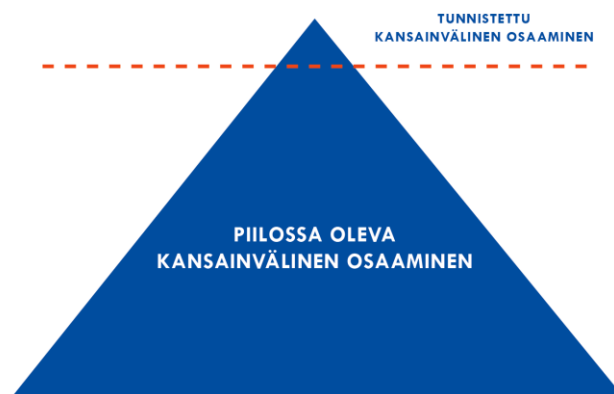 TUNNISTETTU
KANSAINVÄLINEN OSAAMINEN
PIILOSSA OLEVA
KANSAINVÄLINEN OSAAMINEN